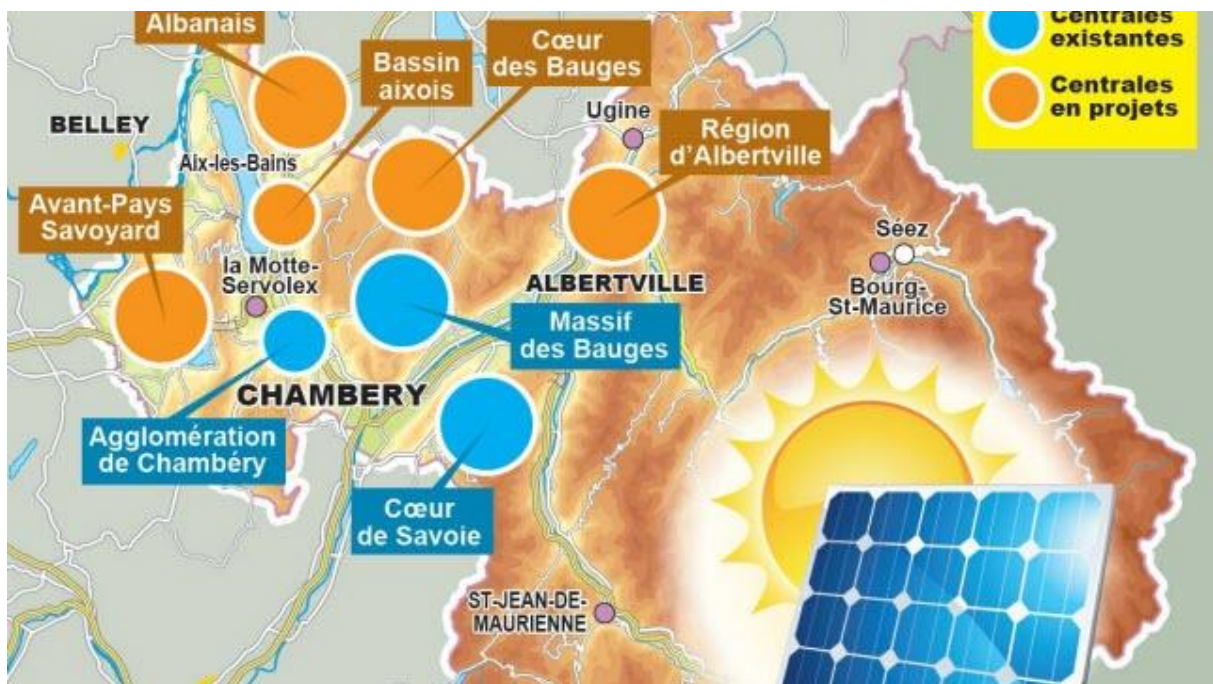 Albanais
Bassin
aixois
Cœur
des Bauges
Centrales
existantes
Centrales
en projets
BELLEY
Ugine
Région
d'Albertville
Aix-les-Bains
Avant-Pays
Savoyard
Séez
la Motte-
Servolex
ALBERTVILLE
Bourg-
St-Maurice
Massif
des Bauges
CHAMBERY
Agglomération
de Chambéry
Cœur
de Savoie
ST-JEAN-DE-
MAURIENNE